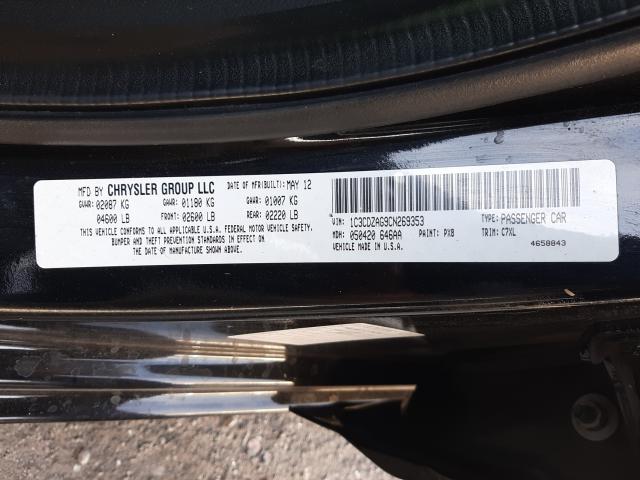 MFD BY CHRYSLER GROUP LLC DATE OF MFR(BUILT): MAY 12
GVWR: 02087 KG GAWR: 01180 KG GAWR: 01007 KG
04600 LB FRONT: 02600 LB REAR: 02220 LB
THIS VEHICLE CONFORMS TO ALL APPLICABLE U.S.A. FEDERAL MOTOR VEHICLE SAFETY,
BUMPER AND THEFT PREVENTION STANDARDS IN EFFECT ON THE DATE OF
MANUFACTURE SHOWN ABOVE.
VIN: 1C3CDZAG9CN269353 TYPE: PASSENGER CAR
MDH: 050420 646AA PAINT: PX8 TRIM: C7XL
VEHICLE MADE IN U.S.A. 4658843